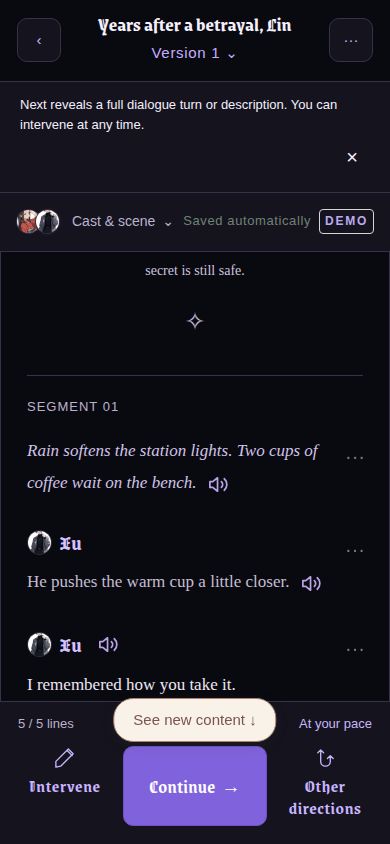 ‹
Years after a betrayal, Lin
...
Version 1 ⌄
Next reveals a full dialogue turn or description. You can
intervene at any time.
×
Cast & scene ⌄
Saved automatically
DEMO
secret is still safe.
SEGMENT 01
Rain softens the station lights. Two cups of
coffee wait on the bench.
...
Xu
...
He pushes the warm cup a little closer.
Xu
...
I remembered how you take it.
See new content ↓
5 / 5 lines
At your pace
Intervene
Continue →
Other
directions